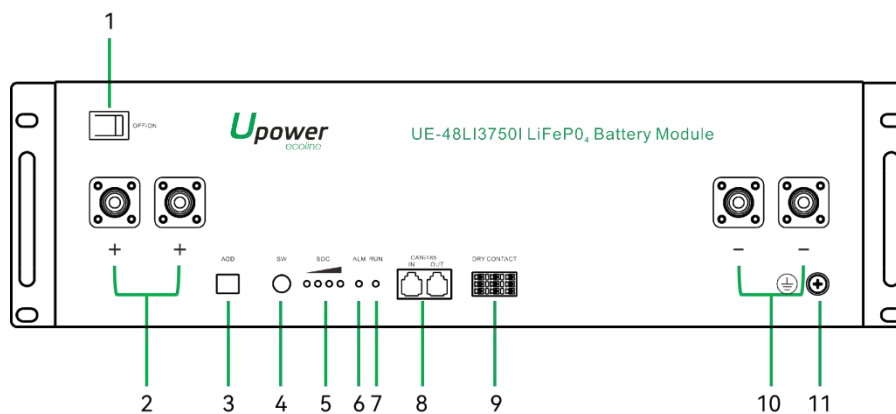 1
OFF/ON
Upower
ecoline
UE-48LI3750I LiFeP0₄ Battery Module
+ + - -
ADD SW SOC ALM RUN CAN/485 DRY CONTACT
IN OUT
2 3 4 5 6 7 8 9 10 11